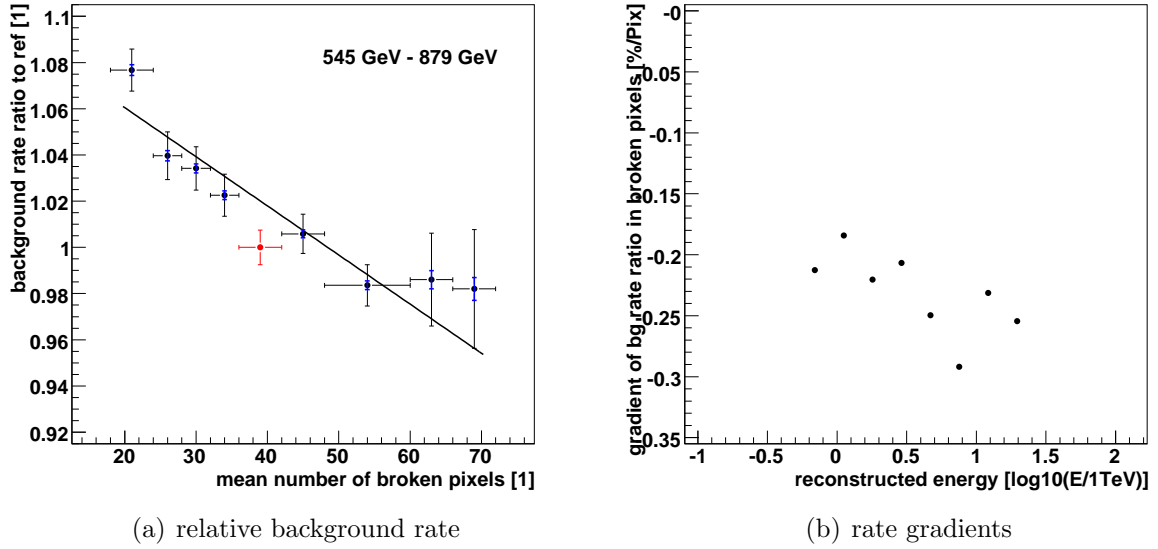 background rate ratio to ref [1]
1.1
1.08
1.06
1.04
1.02
1
0.98
0.96
0.94
0.92
545 GeV - 879 GeV
20 30 40 50 60 70
mean number of broken pixels [1]
(a) relative background rate
gradient of bg rate ratio in broken pixels [%/Pix]
-0
-0.05
-0.1
-0.15
-0.2
-0.25
-0.3
-0.35
-1 -0.5 0 0.5 1 1.5 2
reconstructed energy [log10(E/1TeV)]
(b) rate gradients